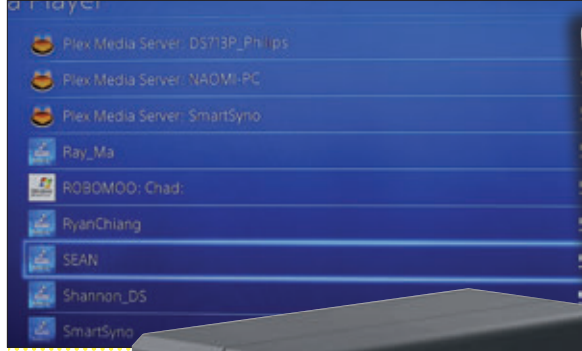 a Player
Plex Media Server: DS713P_Philips
Plex Media Server: NAOMI-PC
Plex Media Server: SmartSyno
Ray_Ma
ROBOMOO: Chad:
RyanChiang
SEAN
Shannon_DS
SmartSyno